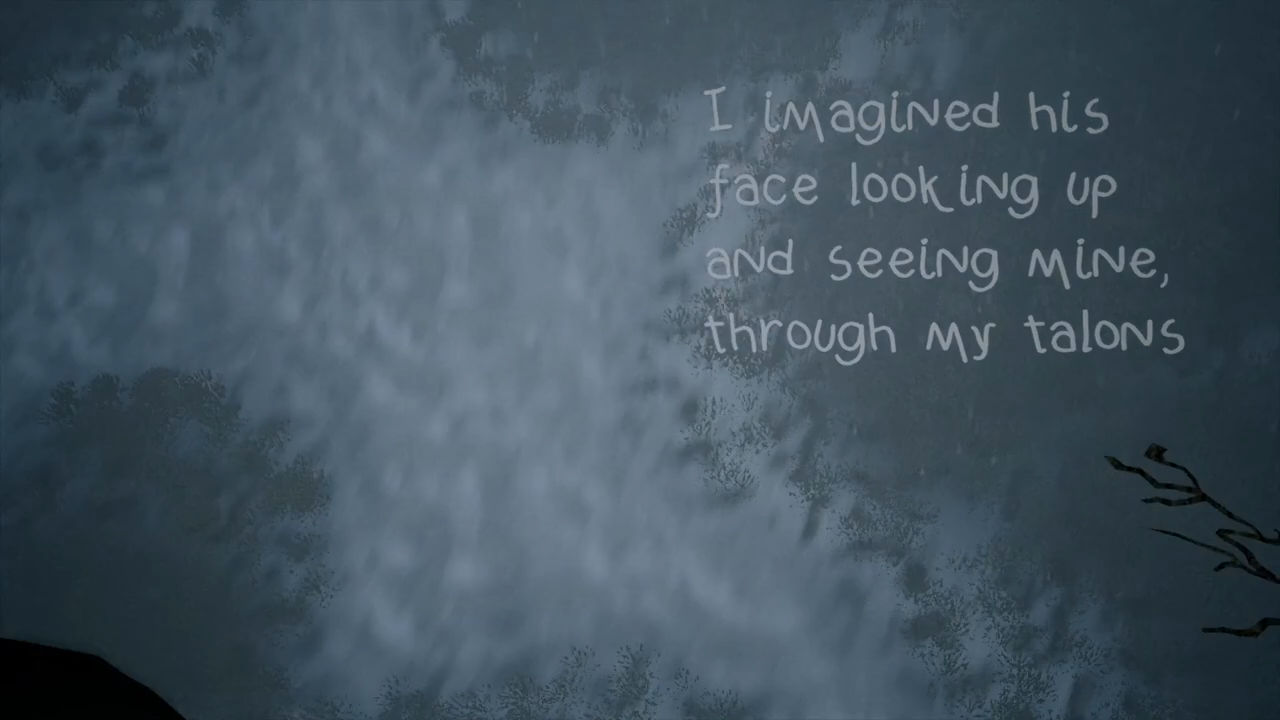 I imagined his
face looking up
and seeing mine,
through my talons